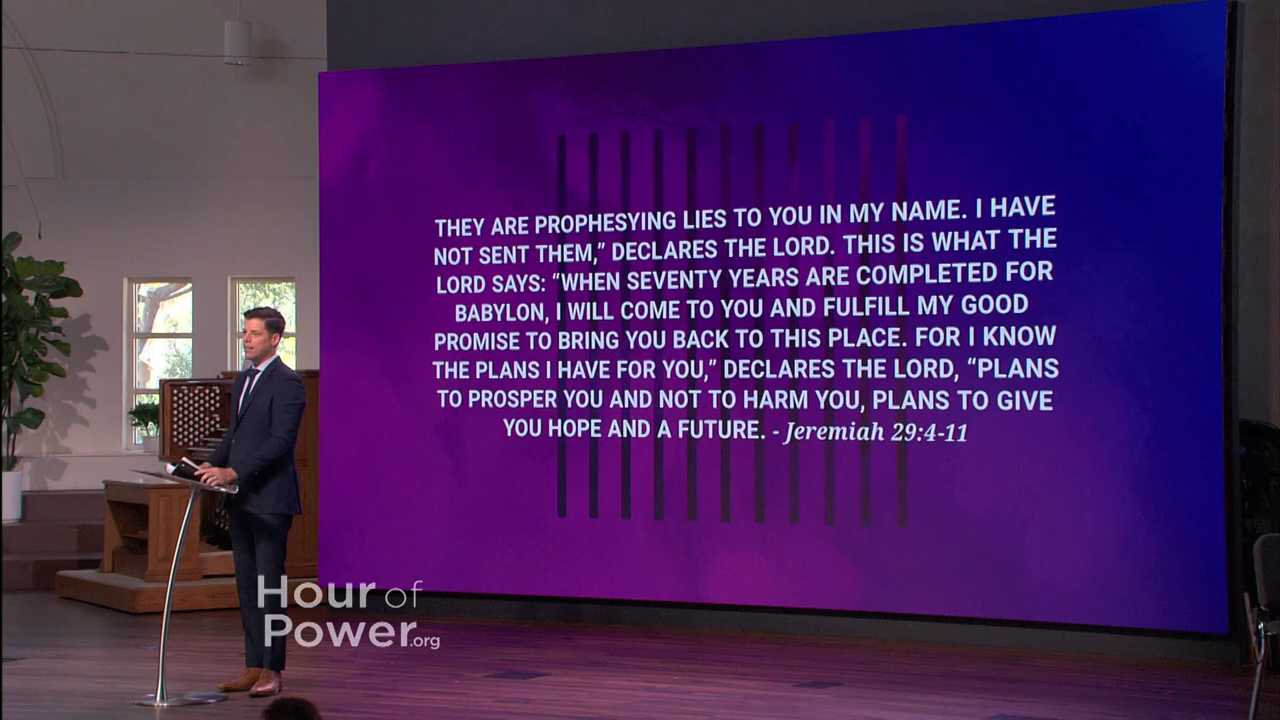 THEY ARE PROPHESYING LIES TO YOU IN MY NAME. I HAVE
NOT SENT THEM,” DECLARES THE LORD. THIS IS WHAT THE
LORD SAYS: “WHEN SEVENTY YEARS ARE COMPLETED FOR
BABYLON, I WILL COME TO YOU AND FULFILL MY GOOD
PROMISE TO BRING YOU BACK TO THIS PLACE. FOR I KNOW
THE PLANS I HAVE FOR YOU,” DECLARES THE LORD, “PLANS
TO PROSPER YOU AND NOT TO HARM YOU, PLANS TO GIVE
YOU HOPE AND A FUTURE. - Jeremiah 29:4-11
Hour of
Power.org